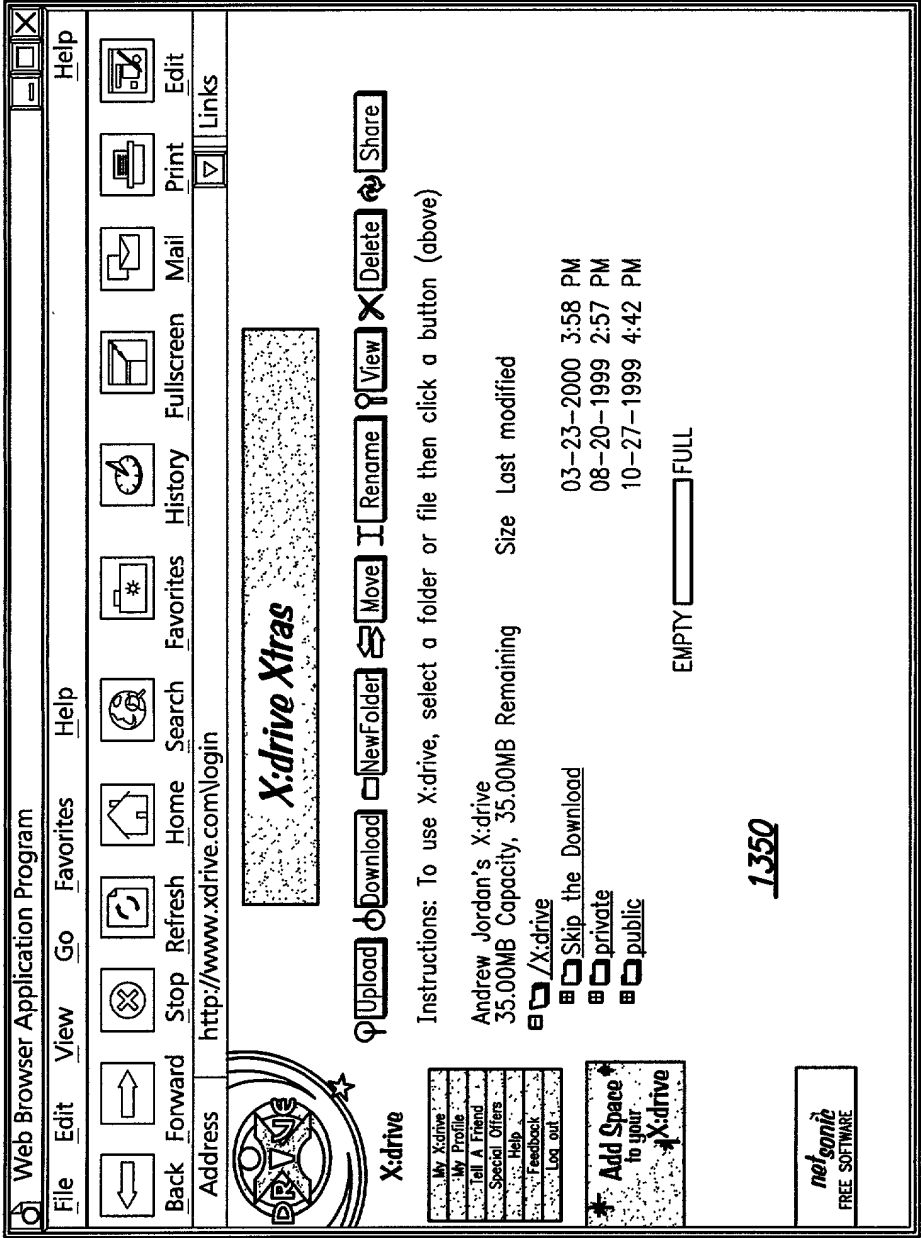 Web Browser Application Program
File Edit View Go Favorites Help Help
Back Forward Stop Refresh Home Search Favorites History Fullscreen Mail Print Edit
Address http://www.xdrive.com\login Links
DRIVE
X:drive
X:drive Xtras
Upload Download NewFolder Move Rename View Delete Share
Instructions: To use X:drive, select a folder or file then click a button (above)
My X:drive
My Profile
Tell A Friend
Special Offers
Help
Feedback
Log out
Andrew Jordan's X:drive
35.00MB Capacity, 35.00MB Remaining Size Last modified
/X:drive
Skip the Download 03-23-2000 3:58 PM
private 08-20-1999 2:57 PM
public 10-27-1999 4:42 PM
EMPTY FULL
Add Space
to your
X:drive
1350
net sonic
FREE SOFTWARE